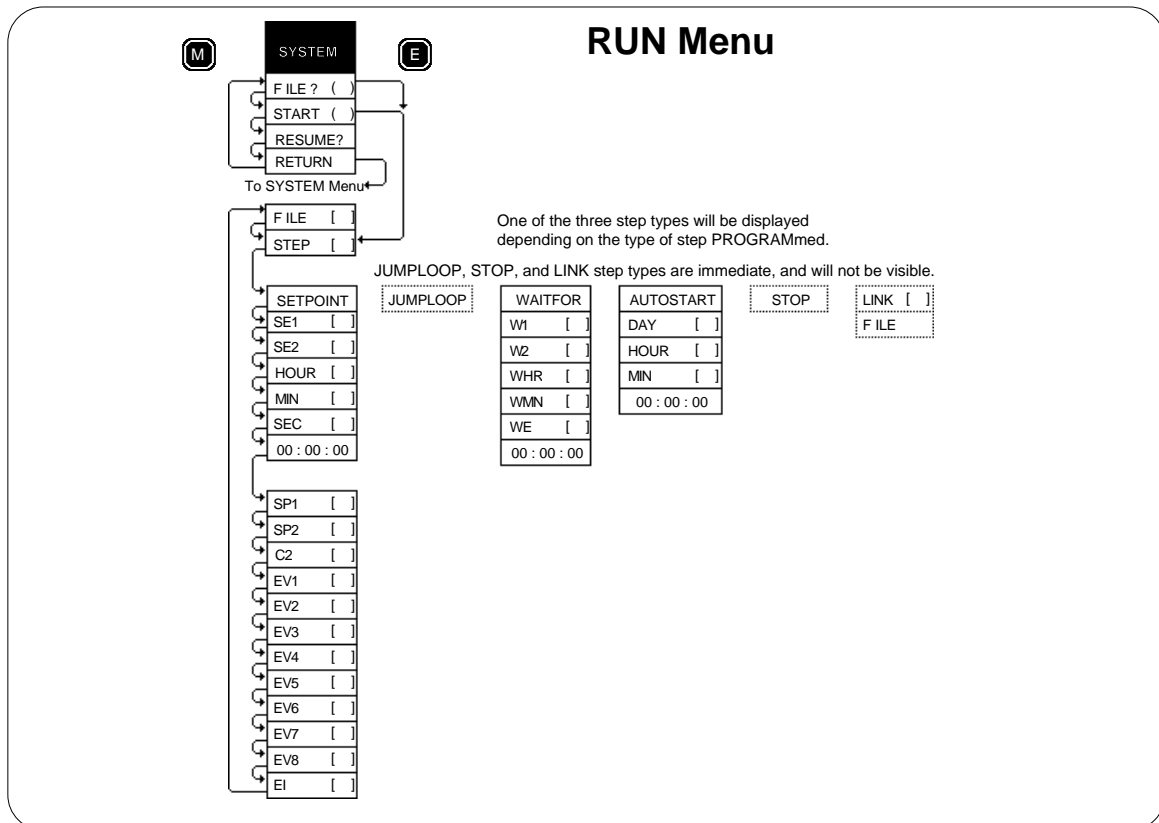 RUN Menu
M
SYSTEM
E
FILE ? ( )
START ( )
RESUME?
RETURN
To SYSTEM Menu
FILE [ ]
STEP [ ]
One of the three step types will be displayed
depending on the type of step PROGRAMmed.
JUMPLOOP, STOP, and LINK step types are immediate, and will not be visible.
SETPOINT
SE1 [ ]
SE2 [ ]
HOUR [ ]
MIN [ ]
SEC [ ]
00 : 00 : 00
JUMPLOOP
WAITFOR
W1 [ ]
W2 [ ]
WHR [ ]
WMN [ ]
WE [ ]
00 : 00 : 00
AUTOSTART
DAY [ ]
HOUR [ ]
MIN [ ]
00 : 00 : 00
STOP
LINK [ ]
FILE
SP1 [ ]
SP2 [ ]
C2 [ ]
EV1 [ ]
EV2 [ ]
EV3 [ ]
EV4 [ ]
EV5 [ ]
EV6 [ ]
EV7 [ ]
EV8 [ ]
EI [ ]